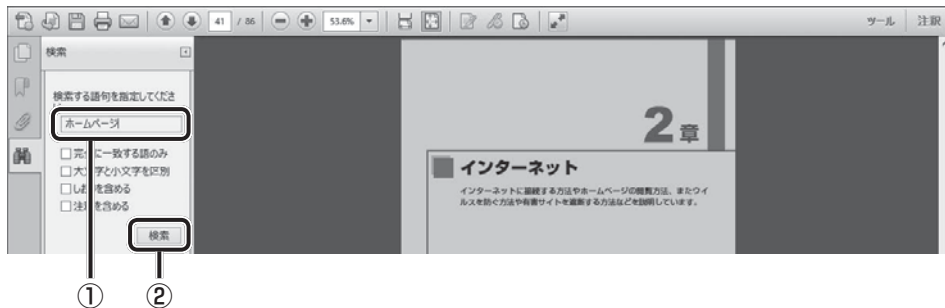 41 / 86 53.6% ツール 注釈
検索
検索する語句を指定してくださ
ホームページ
完全に一致する語のみ
大文字と小文字を区別
しおりを含める
注釈を含める
検索
① ②
2章
インターネット
インターネットに接続する方法やホームページの閲覧方法、またウイ
ルスを防ぐ方法や有害サイトを遮断する方法などを説明しています。